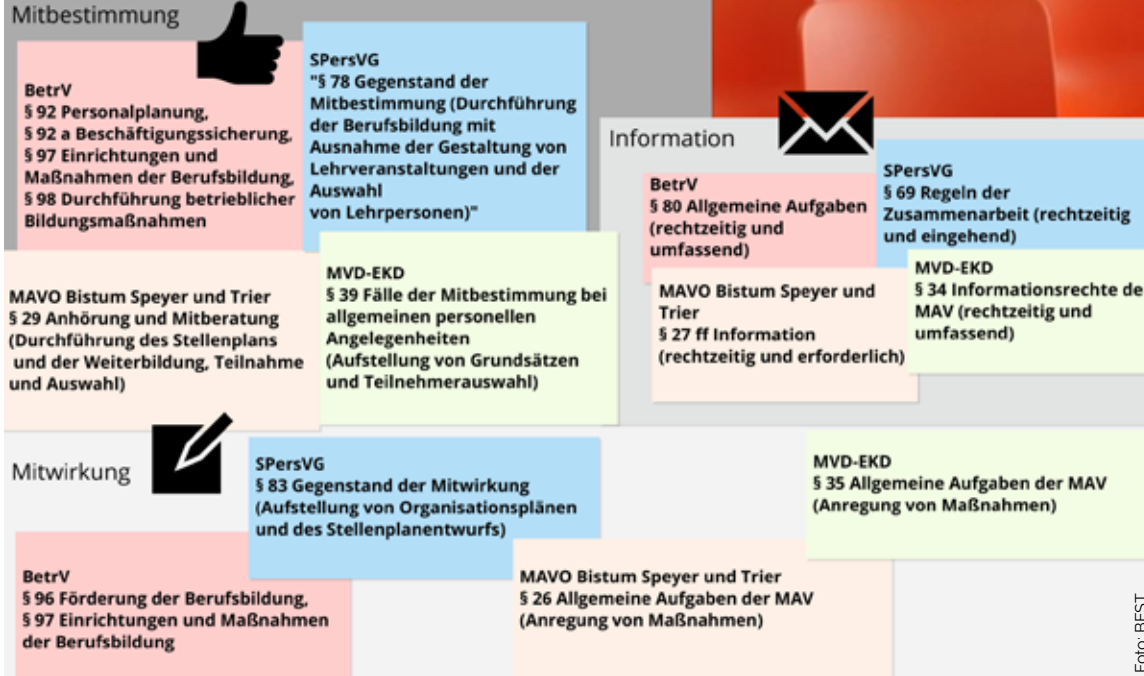 Mitbestimmung
BetrV
§ 92 Personalplanung,
§ 92 a Beschäftigungssicherung,
§ 97 Einrichtungen und
Maßnahmen der Berufsbildung,
§ 98 Durchführung betrieblicher
Bildungsmaßnahmen
SPersVG
"§ 78 Gegenstand der
Mitbestimmung (Durchführung
der Berufsbildung mit
Ausnahme der Gestaltung von
Lehrveranstaltungen und der
Auswahl
von Lehrpersonen)"
MAVO Bistum Speyer und Trier
§ 29 Anhörung und Mitberatung
(Durchführung des Stellenplans
und der Weiterbildung, Teilnahme
und Auswahl)
MVD-EKD
§ 39 Fälle der Mitbestimmung bei
allgemeinen personellen
Angelegenheiten
(Aufstellung von Grundsätzen
und Teilnehmerauswahl)
Information
BetrV
§ 80 Allgemeine Aufgaben
(rechtzeitig und
umfassend)
SPersVG
§ 69 Regeln der
Zusammenarbeit (rechtzeitig
und eingehend)
MAVO Bistum Speyer und
Trier
§ 27 ff Information
(rechtzeitig und erforderlich)
MVD-EKD
§ 34 Informationsrechte de
MAV (rechtzeitig und
umfassend)
Mitwirkung
SPersVG
§ 83 Gegenstand der Mitwirkung
(Aufstellung von Organisationsplänen
und des Stellenplanentwurfs)
MVD-EKD
§ 35 Allgemeine Aufgaben der MAV
(Anregung von Maßnahmen)
BetrV
§ 96 Förderung der Berufsbildung,
§ 97 Einrichtungen und Maßnahmen
der Berufsbildung
MAVO Bistum Speyer und Trier
§ 26 Allgemeine Aufgaben der MAV
(Anregung von Maßnahmen)
Foto: BEST